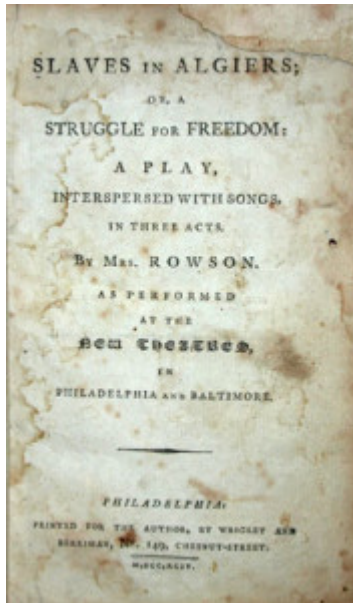 SLAVES IN ALGIERS;
OR, A
STRUGGLE FOR FREEDOM:
A PLAY,
INTERSPERSED WITH SONGS,
IN THREE ACTS.
BY MRS. ROWSON.
AS PERFORMED
AT THE
NEW THEATRES,
IN
PHILADELPHIA AND BALTIMORE.
PHILADELPHIA:
PRINTED FOR THE AUTHOR, BY WRIGLEY AND
BERRIMAN, No. 149, CHESNUT-STREET.
M,DCC,XCIV.